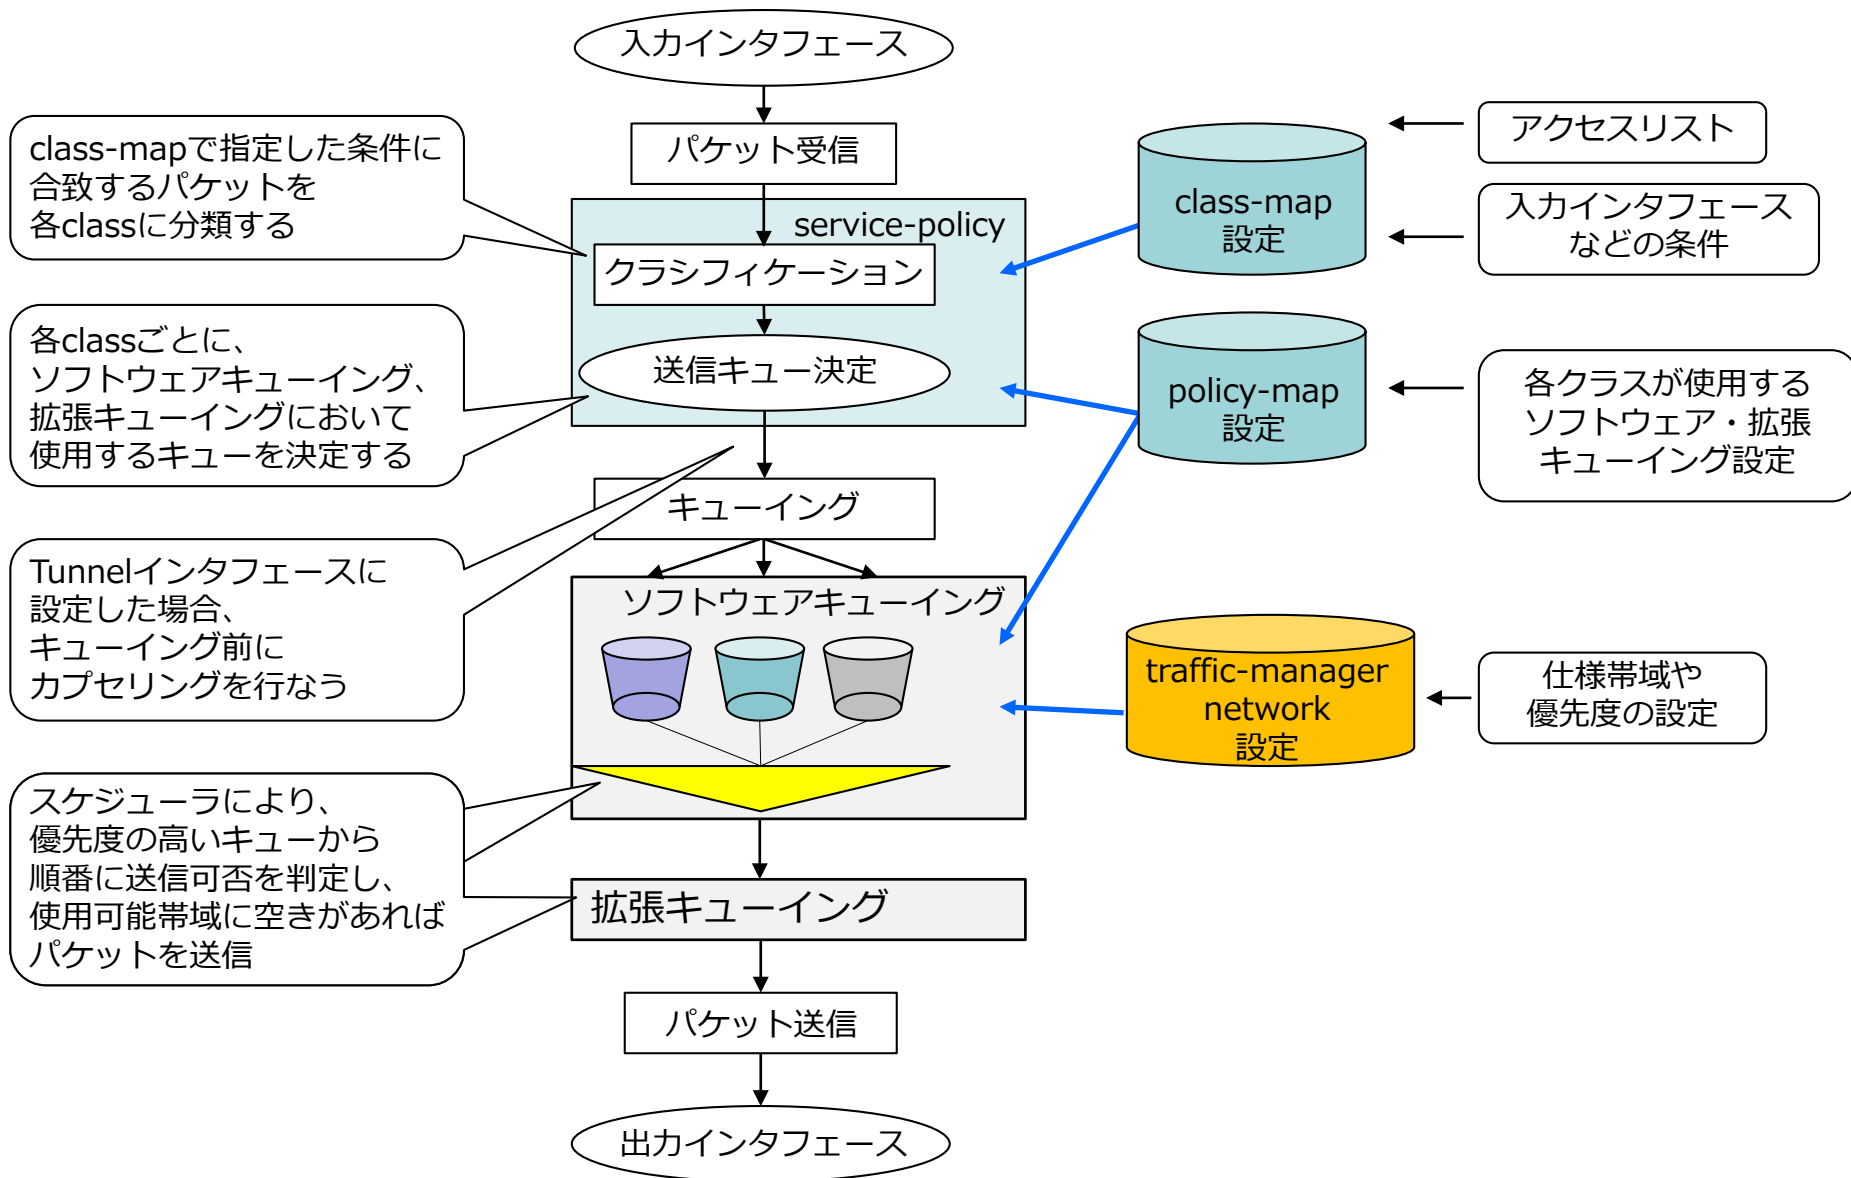 入力インタフェース
パケット受信
service-policy
クラシフィケーション
送信キュー決定
キューイング
ソフトウェアキューイング
拡張キューイング
パケット送信
出力インタフェース
class-mapで指定した条件に
合致するパケットを
各classに分類する
各classごとに、
ソフトウェアキューイング、
拡張キューイングにおいて
使用するキューを決定する
Tunnelインタフェースに
設定した場合、
キューイング前に
カプセリングを行なう
スケジューラにより、
優先度の高いキューから
順番に送信可否を判定し、
使用可能帯域に空きがあれば
パケットを送信
class-map
設定
policy-map
設定
traffic-manager
network
設定
アクセスリスト
入力インタフェース
などの条件
各クラスが使用する
ソフトウェア・拡張
キューイング設定
仕様帯域や
優先度の設定